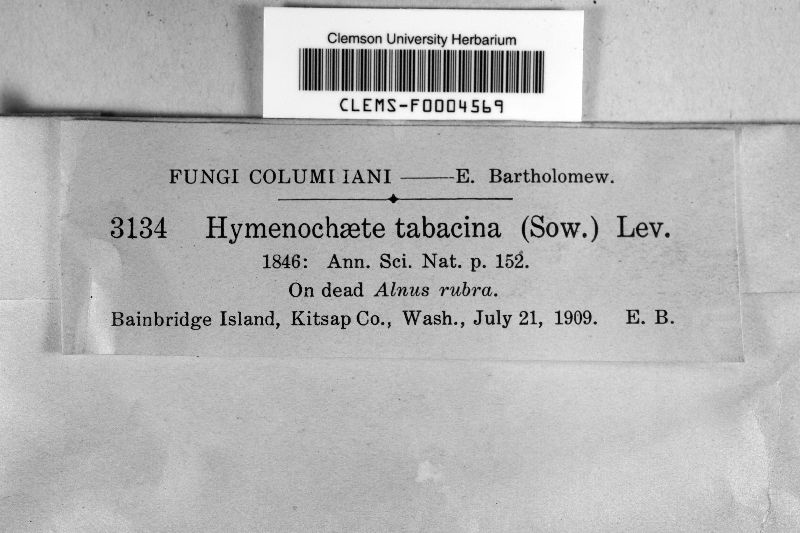 Clemson University Herbarium
CLEMS-F0004569
FUNGI COLUMI IANI —— E. Bartholomew.
3134 Hymenochæte tabacina (Sow.) Lev.
1846: Ann. Sci. Nat. p. 152.
On dead Alnus rubra.
Bainbridge Island, Kitsap Co., Wash., July 21, 1909. E. B.